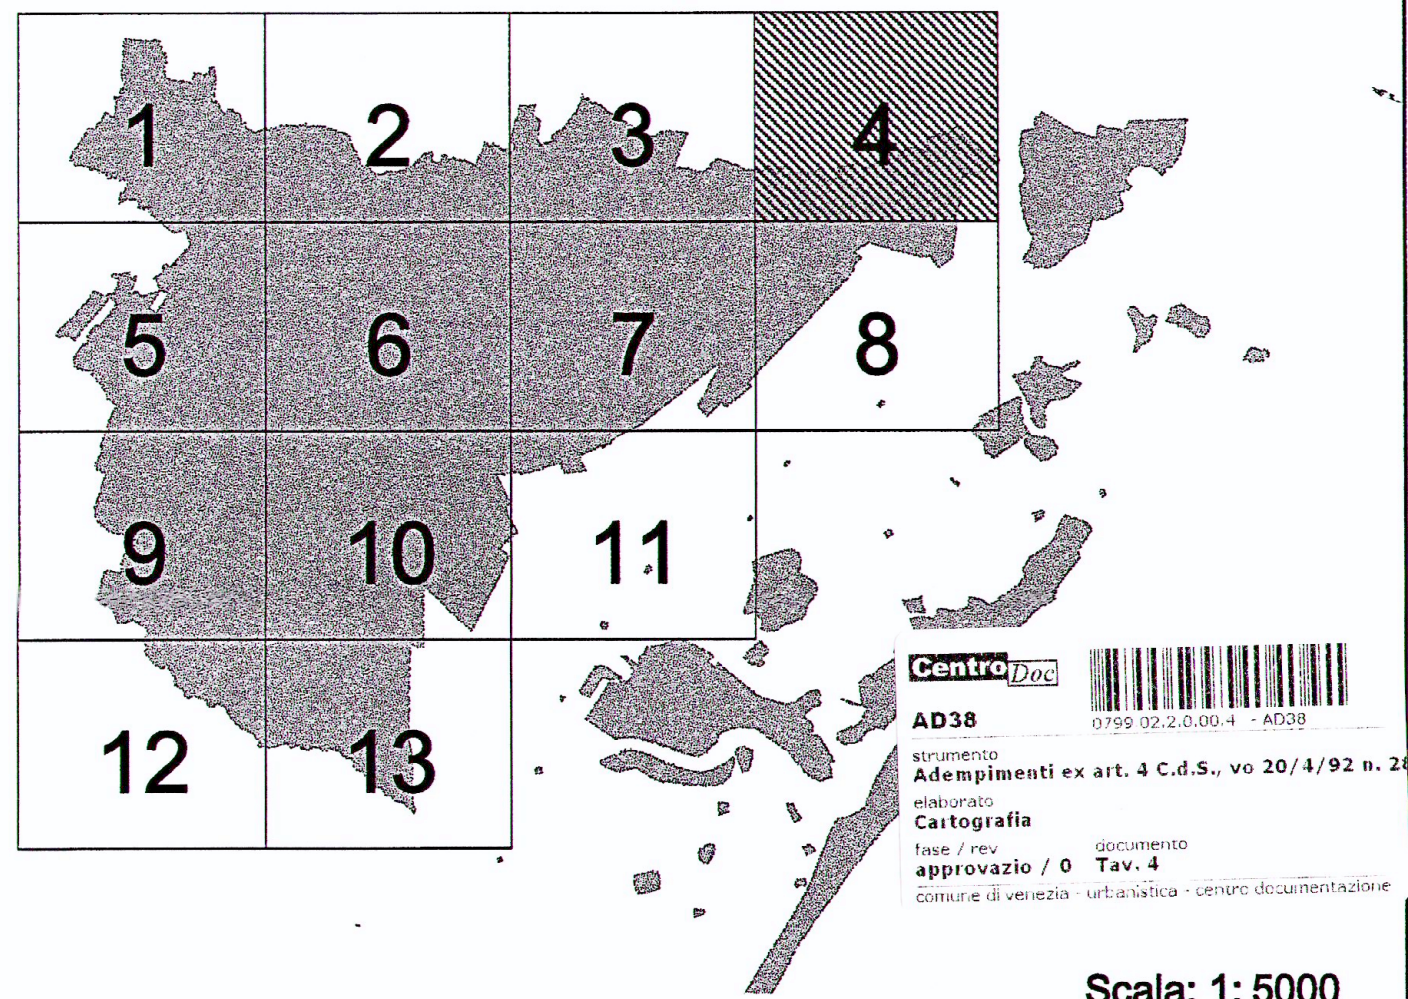 1 2 3 4
5 6 7 8
9 10 11
12 13
Centro Doc
AD38
0799 02.2.0.00.4 - AD38
strumento
Adempimenti ex art. 4 C.d.S., vo 20/4/92 n. 28
elaborato
Cartografia
fase / rev documento
approvazio / 0 Tav. 4
comune di venezia - urbanistica - centro documentazione
Scala: 1: 5000